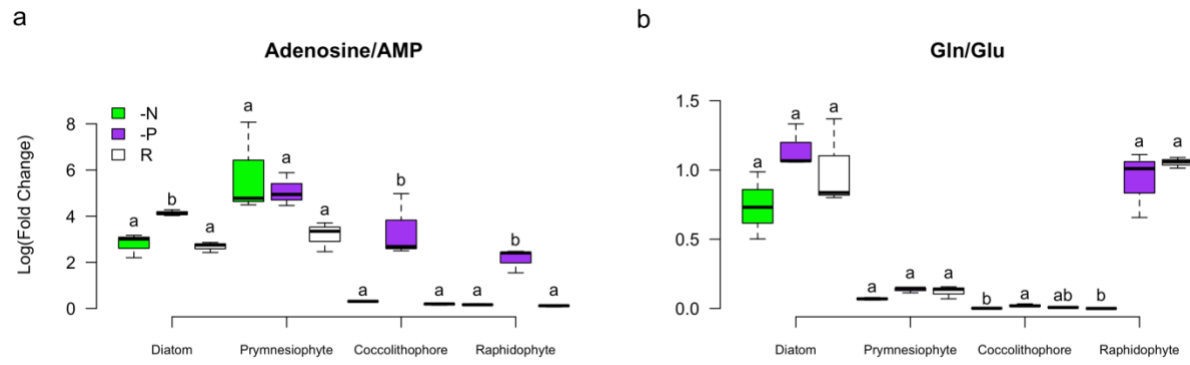 a
Adenosine/AMP
Log(Fold Change)
8
6
4
2
0
-N
-P
R
a
b
a
a
a
a
a
b
a
a
b
a
Diatom
Prymnesiophyte
Coccolithophore
Raphidophyte
b
Gln/Glu
1.5
1.0
0.5
0.0
a
a
a
a
a
a
b
a
ab
b
a
a
Diatom
Prymnesiophyte
Coccolithophore
Raphidophyte